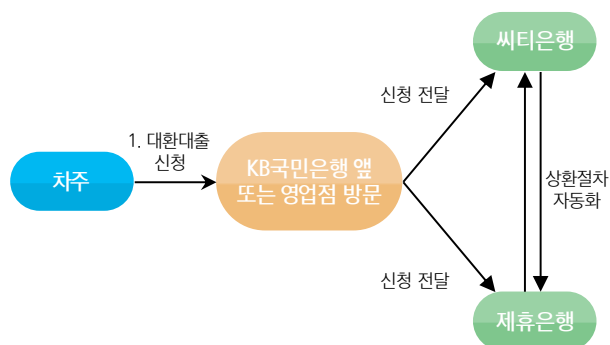 씨티은행
신청 전달
1. 대환대출
신청
차주
KB국민은행 앺
또는 영업점 방문
상환절차
자동화
신청 전달
제휴은행